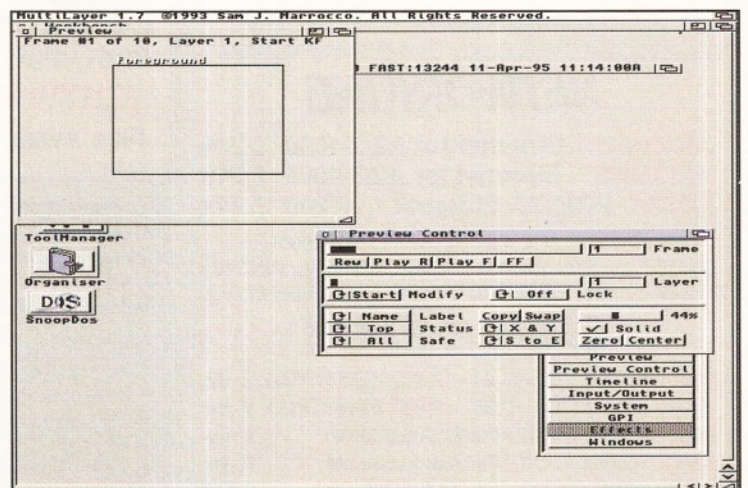 MultiLayer 1.7 ©1993 Sam J. Marrocco. All Rights Reserved.
Workbench
Preview
Frame #1 of 10, Layer 1, Start KF
Foreground
FAST:13244 11-Apr-95 11:14:00A
ToolManager
Organiser
DOS
SnoopDos
Preview Control
1 Frame
Rew Play R Play F FF
1 Layer
Start Modify Off Lock
Name Label Copy Swap 44%
Top Status X & Y Solid
All Safe S to E Zero Center
Preview
Preview Control
Timeline
Input/Output
System
GPI
Effects
Windows